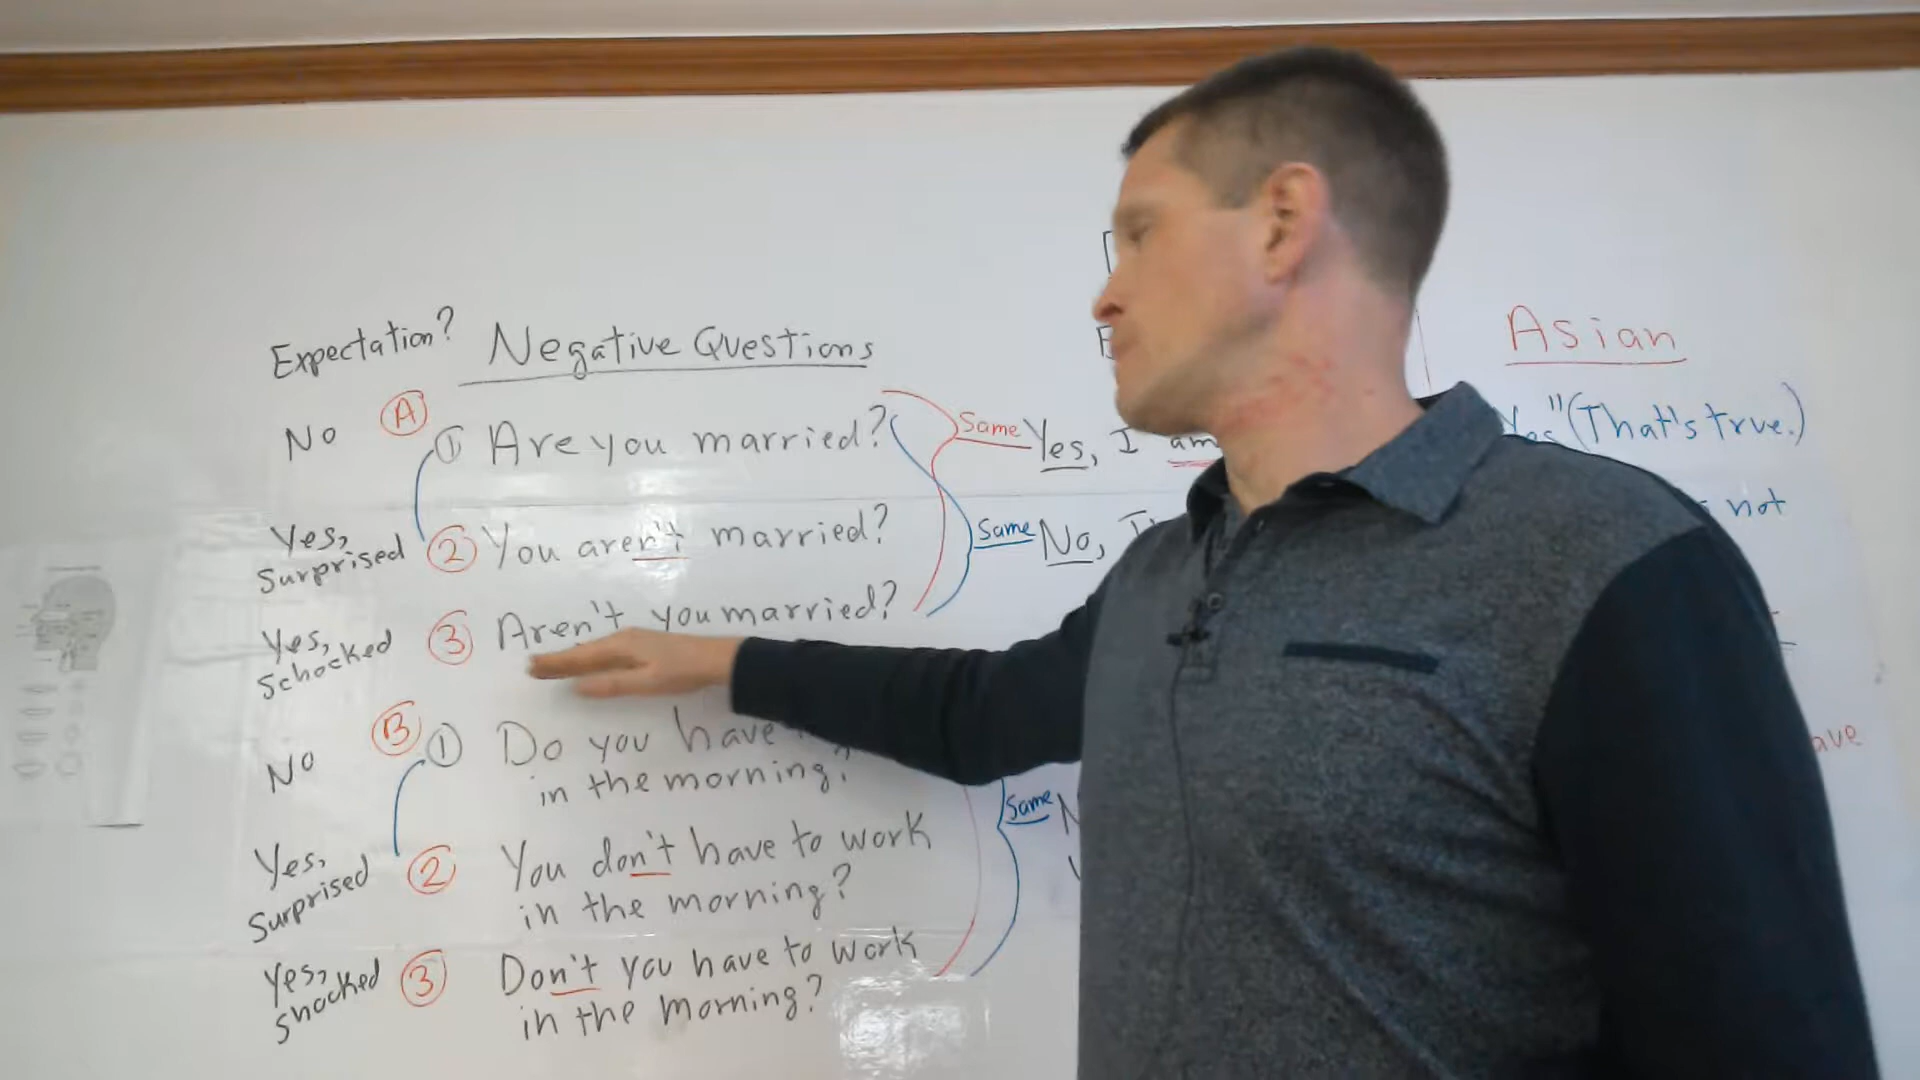 Expectation? Negative Questions
Asian
No A ① Are you married? Same Yes, I am
"(That's true.)
Yes, Surprised ② You aren't married? Same No,
not
Yes, Schocked ③ Aren't you married?
No B ① Do you have
in the morning?
Yes, Surprised ② You don't have to work
in the morning?
Same
Yes, shocked ③ Don't you have to work
in the morning?